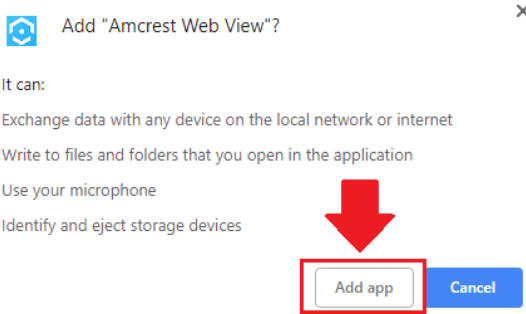 Add "Amcrest Web View"?
It can:
Exchange data with any device on the local network or internet
Write to files and folders that you open in the application
Use your microphone
Identify and eject storage devices
Add app
Cancel